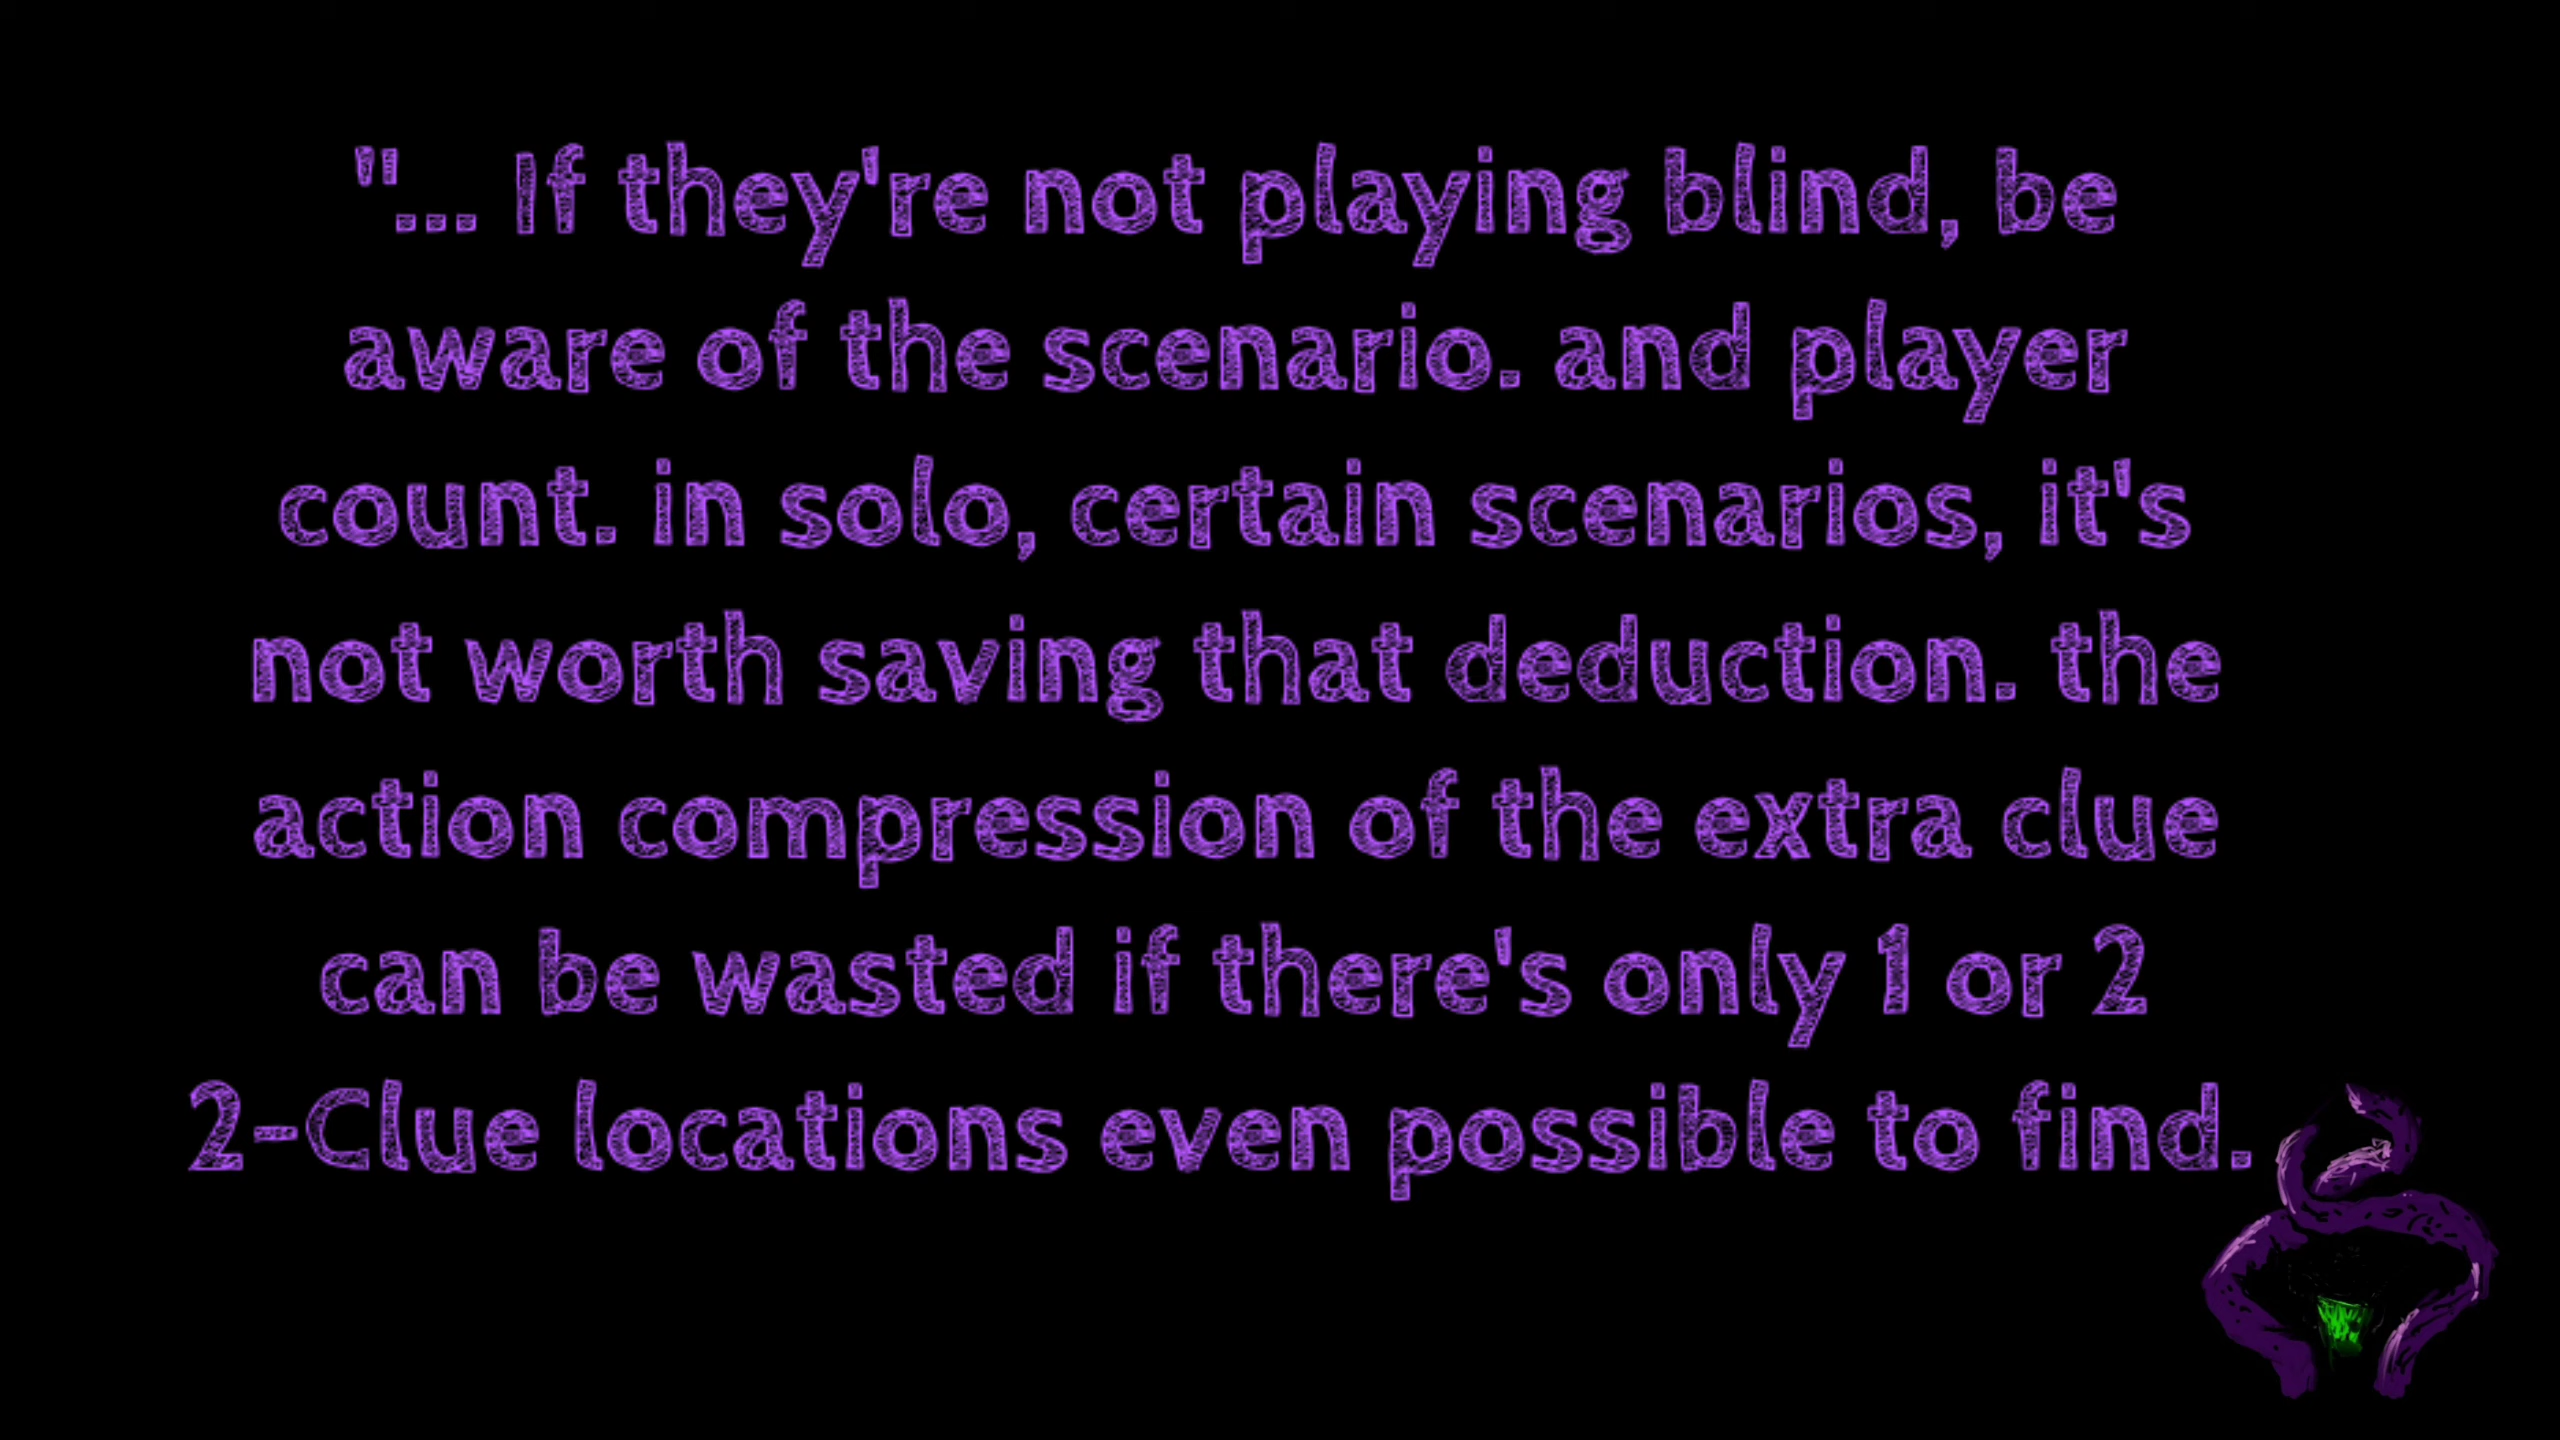 "... If they're not playing blind, be
aware of the scenario. and player
count. in solo, certain scenarios, it's
not worth saving that deduction. the
action compression of the extra clue
can be wasted if there's only 1 or 2
2-Clue locations even possible to find.